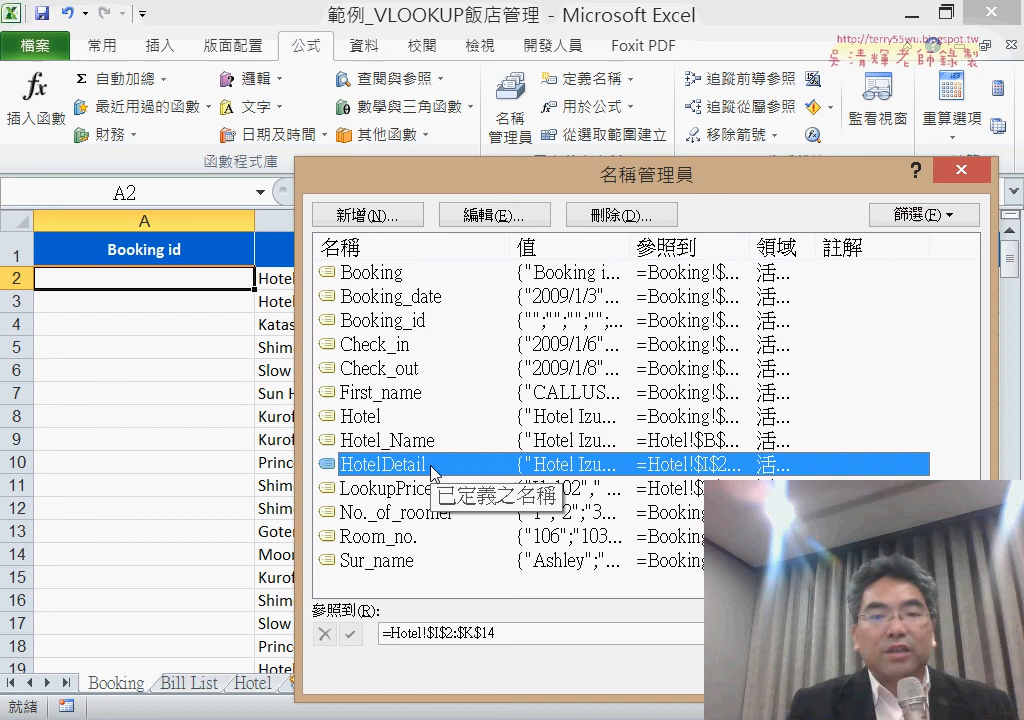 範例_VLOOKUP飯店管理 - Microsoft Excel
http://terry55wu.blogspot.tw
吳清輝老師錄製
檔案 常用 插入 版面配置 公式 資料 校閱 檢視 開發人員 Foxit PDF
fx 插入函數
Σ 自動加總
最近用過的函數
財務
邏輯
文字
日期及時間
查閱與參照
數學與三角函數
其他函數
函數程式庫
名稱
管理員
定義名稱
用於公式
從選取範圍建立
追蹤前導參照
追蹤從屬參照
移除箭號
監看視窗
重算選項
A2
名稱管理員
新增(N)... 編輯(E)... 刪除(D)... 篩選(F)
名稱 值 參照到 領域 註解
Booking {"Booking i... =Booking!$... 活...
Booking_date {"2009/1/3"... =Booking!$... 活...
Booking_id {"";"";"";"";... =Booking!$... 活...
Check_in {"2009/1/6"... =Booking!$... 活...
Check_out {"2009/1/8"... =Booking!$... 活...
First_name {"CALLUS... =Booking!$... 活...
Hotel {"Hotel Izu... =Booking!$... 活...
Hotel_Name {"Hotel Izu... =Hotel!$B$... 活...
HotelDetail {"Hotel Izu... =Hotel!$I$2... 活...
已定義之名稱
No._of_roomer {"1";"2";"3... =Booking
Room_no. {"106";"103... =Booking
Sur_name {"Ashley";"... =Booking
參照到(R):
=Hotel!$I$2:$K$14
A
1 Booking id
2 Hotel
3 Hotel
4 Katas
5 Shim
6 Slow
7 Sun H
8 Kurof
9 Kurof
10 Princ
11 Shim
12 Shim
13 Goter
14 Moor
15 Kurof
16 Shim
17 Slow
18 Princ
19 Hotel
Booking Bill List Hotel
就緒